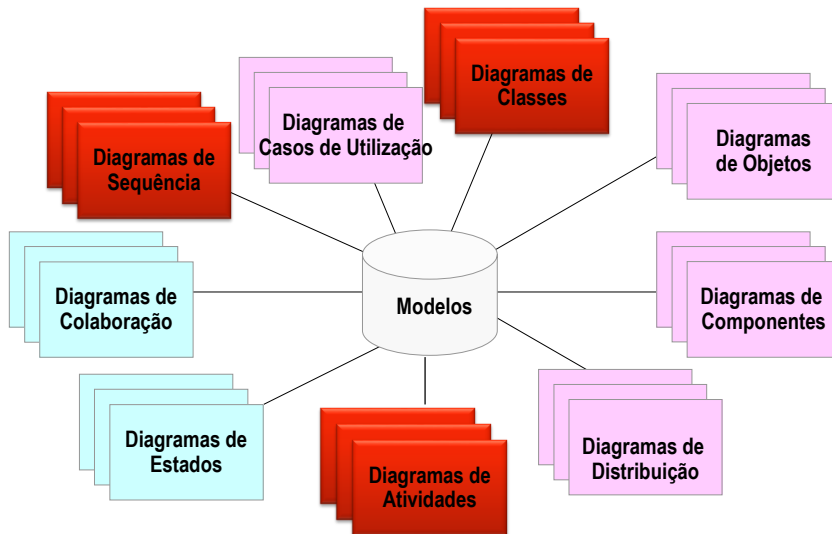 Diagramas de
Classes
Diagramas de
Casos de Utilização
Diagramas
de Objetos
Diagramas de
Sequência
Diagramas de
Colaboração
Modelos
Diagramas de
Componentes
Diagramas de
Estados
Diagramas de
Atividades
Diagramas de
Distribuição